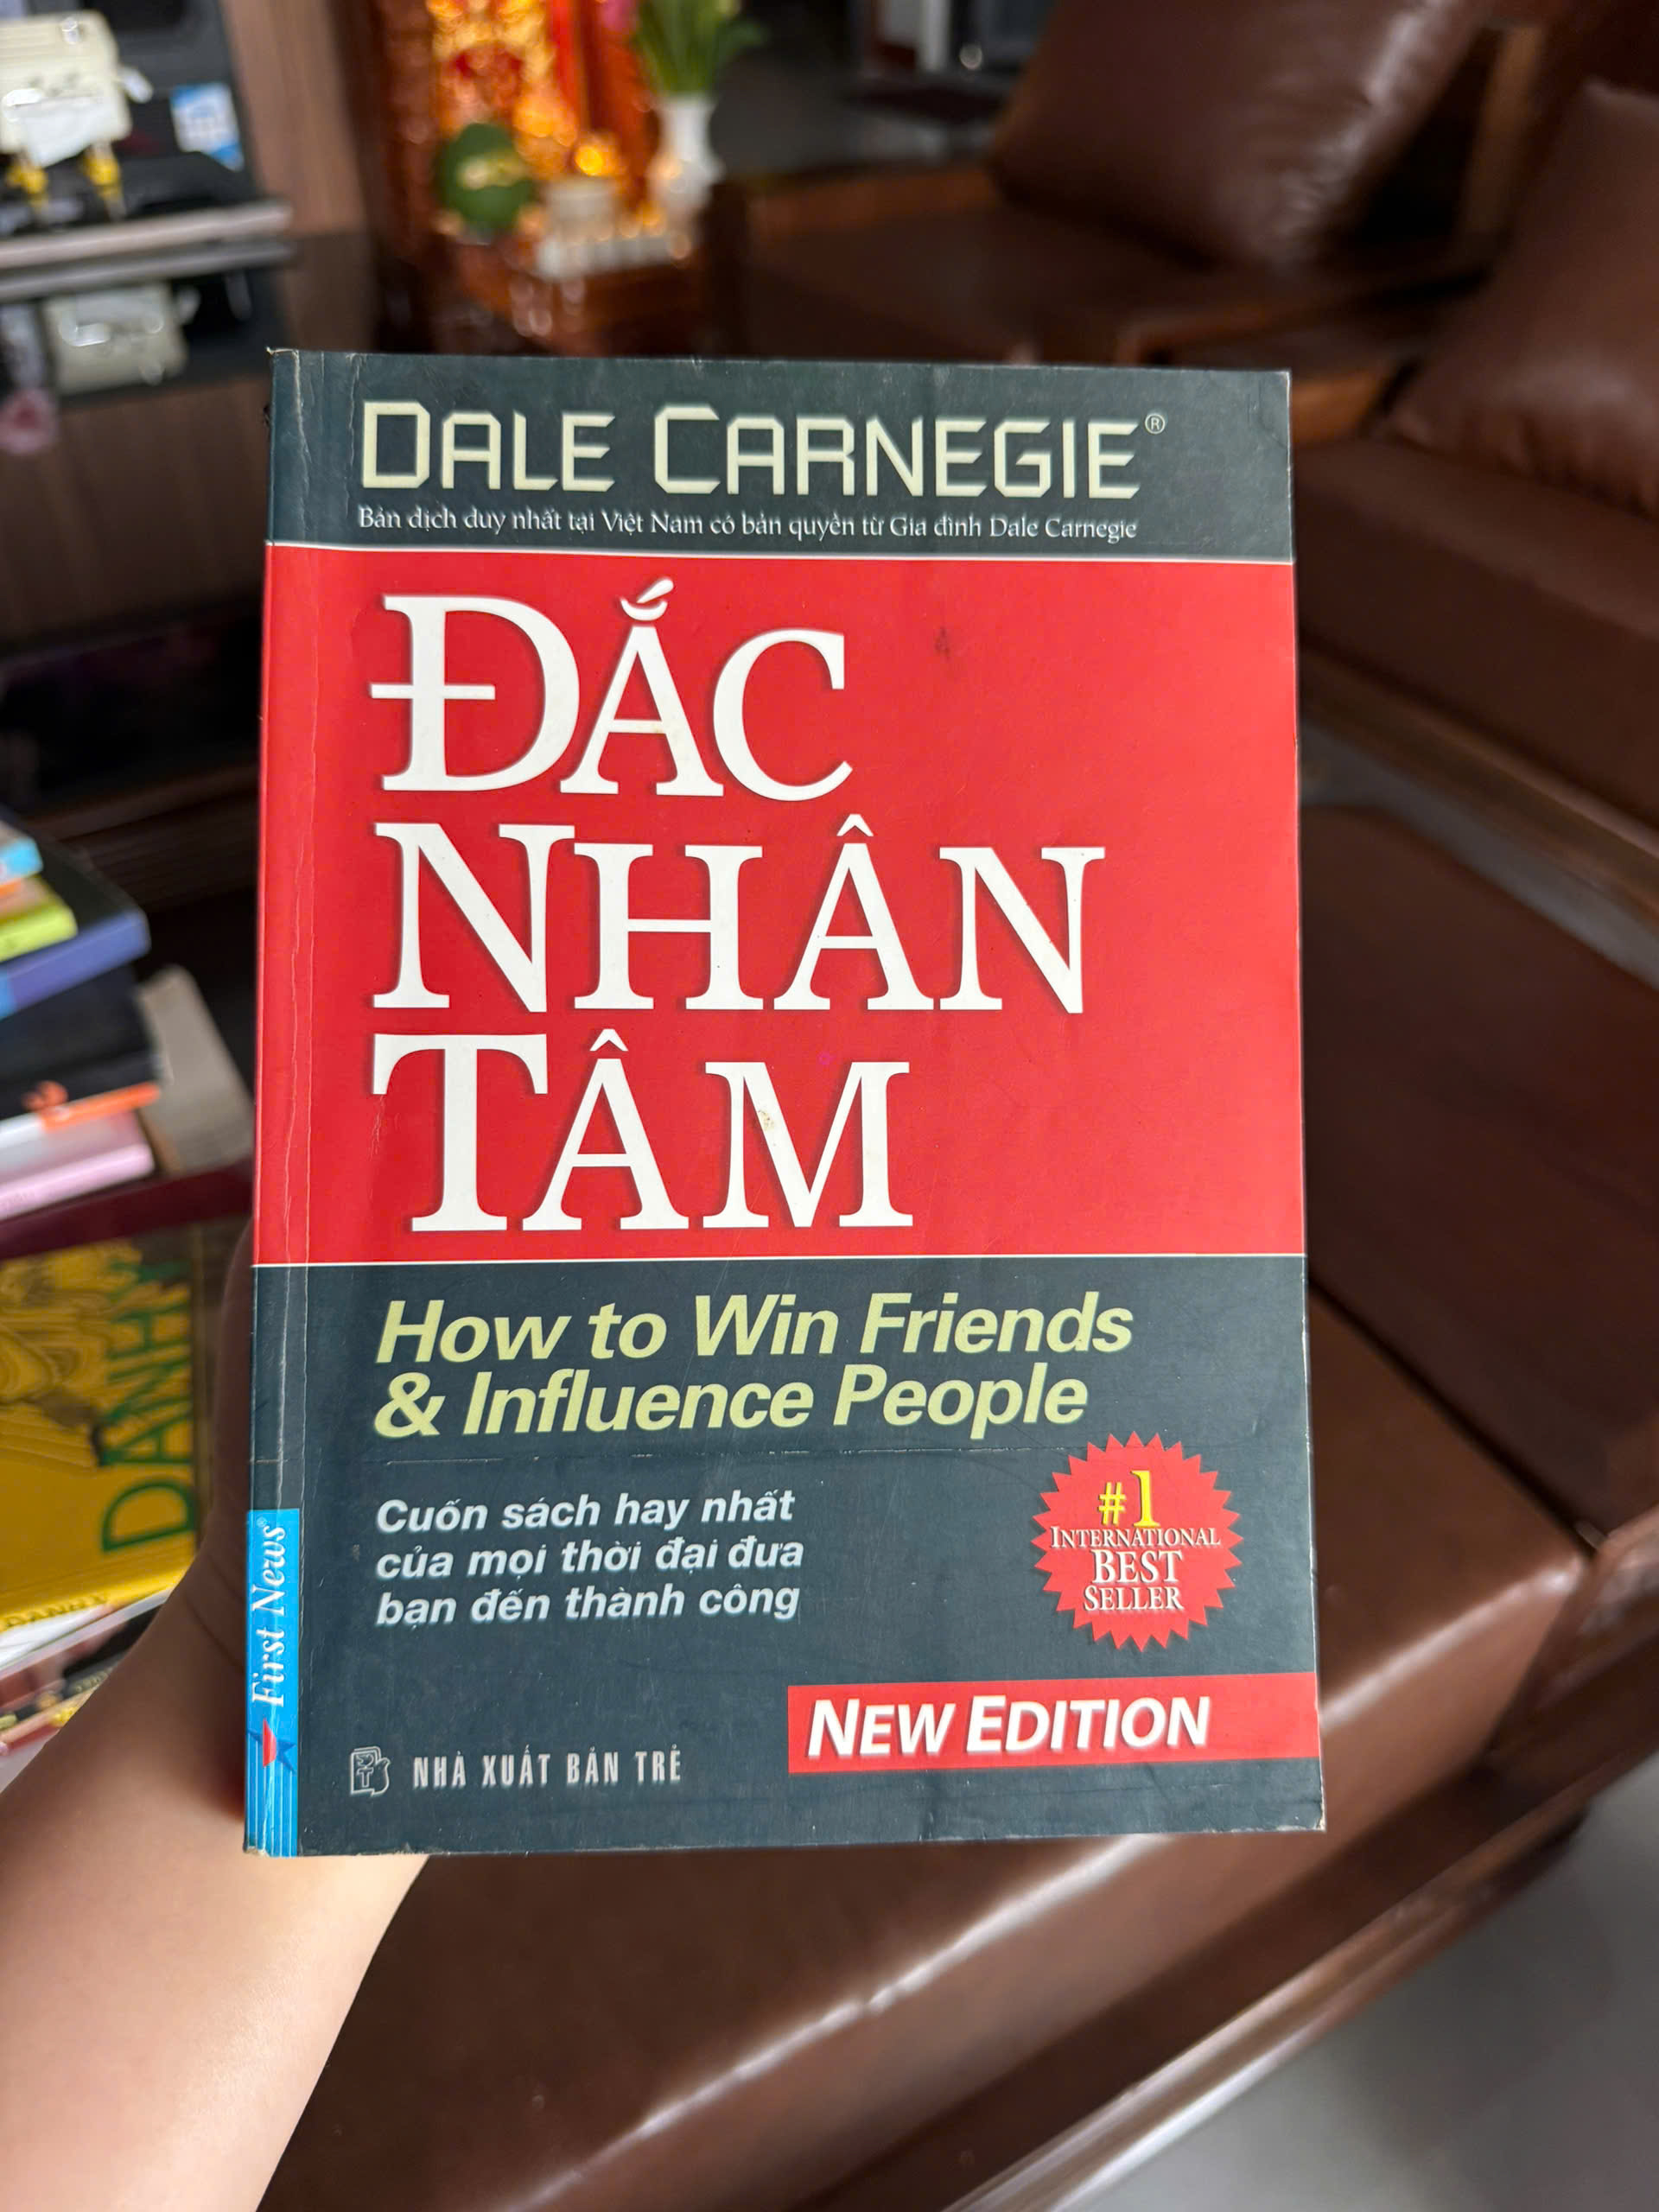 DALE CARNEGIE®
Bản dịch duy nhất tại Việt Nam có bản quyền từ Gia đình Dale Carnegie
ĐẮC
NHÂN
TÂM
How to Win Friends
& Influence People
Cuốn sách hay nhất
của mọi thời đại đưa
bạn đến thành công
#1
INTERNATIONAL
BEST
SELLER
NEW EDITION
NHÀ XUẤT BẢN TRẺ
First News®
DANH